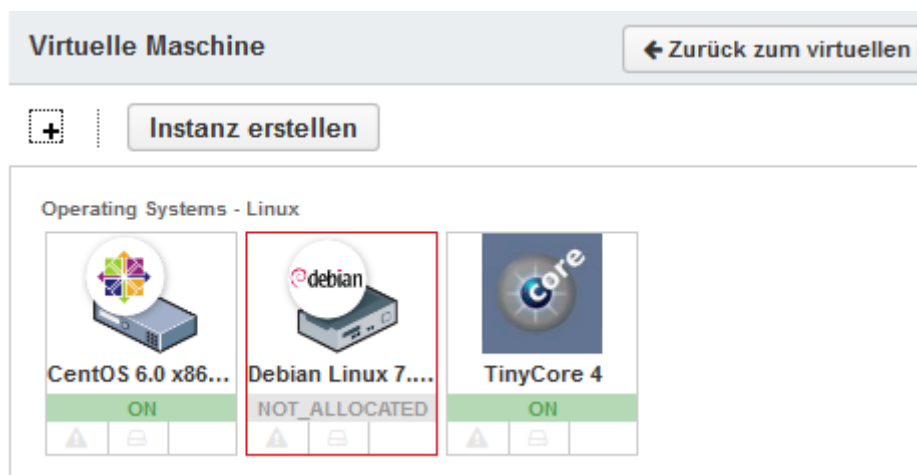 Virtuelle Maschine
Zurück zum virtuellen
Instanz erstellen
Operating Systems - Linux
debian
core
CentOS 6.0 x86...
Debian Linux 7....
TinyCore 4
ON
NOT_ALLOCATED
ON